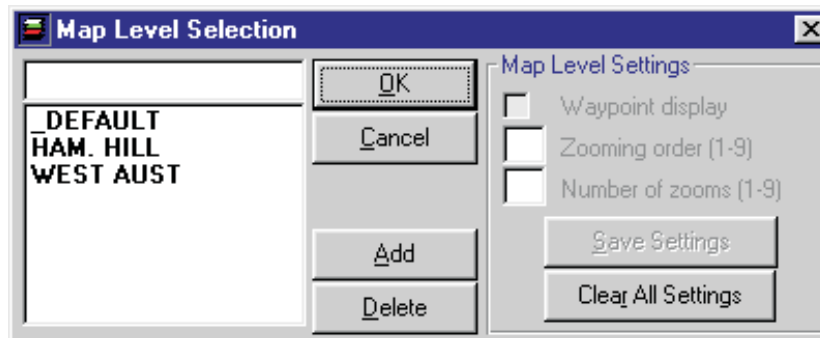 Map Level Selection
_DEFAULT
HAM. HILL
WEST AUST
OK
Cancel
Add
Delete
Map Level Settings
Waypoint display
Zooming order (1-9)
Number of zooms (1-9)
Save Settings
Clear All Settings